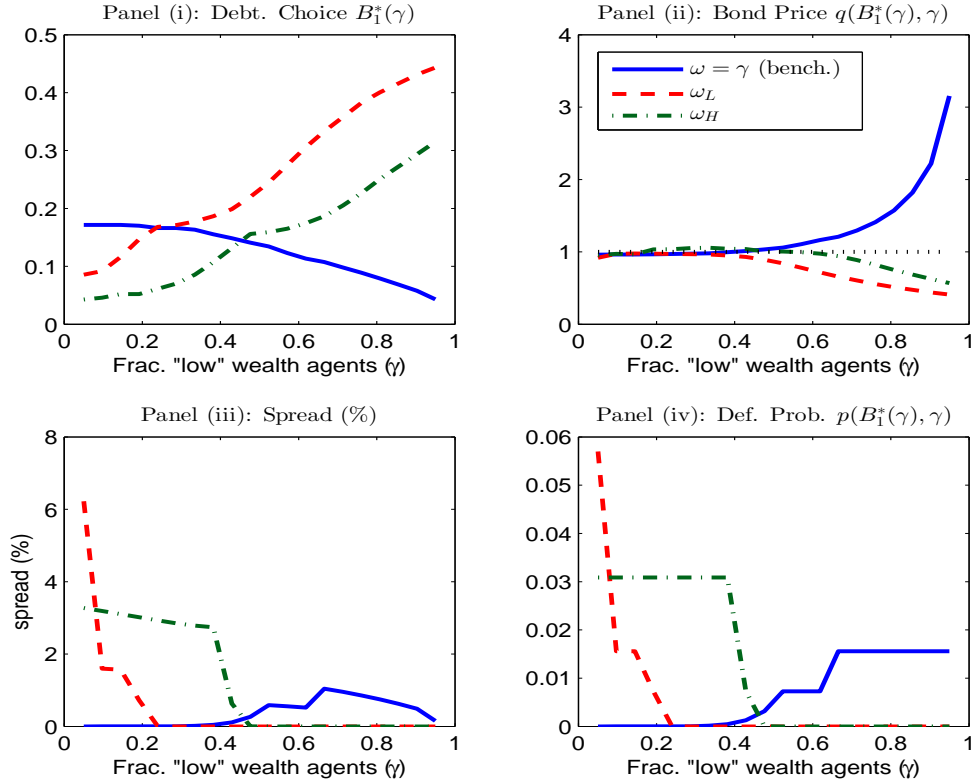 Panel (i): Debt. Choice B₁*(γ)
0.5
0.4
0.3
0.2
0.1
0
0 0.2 0.4 0.6 0.8 1
Frac. "low" wealth agents (γ)
Panel (ii): Bond Price q(B₁*(γ), γ)
ω = γ (bench.)
ω_L
ω_H
4
3
2
1
0
0 0.2 0.4 0.6 0.8 1
Frac. "low" wealth agents (γ)
Panel (iii): Spread (%)
spread (%)
8
6
4
2
0
0 0.2 0.4 0.6 0.8 1
Frac. "low" wealth agents (γ)
Panel (iv): Def. Prob. p(B₁*(γ), γ)
0.06
0.05
0.04
0.03
0.02
0.01
0
0 0.2 0.4 0.6 0.8 1
Frac. "low" wealth agents (γ)